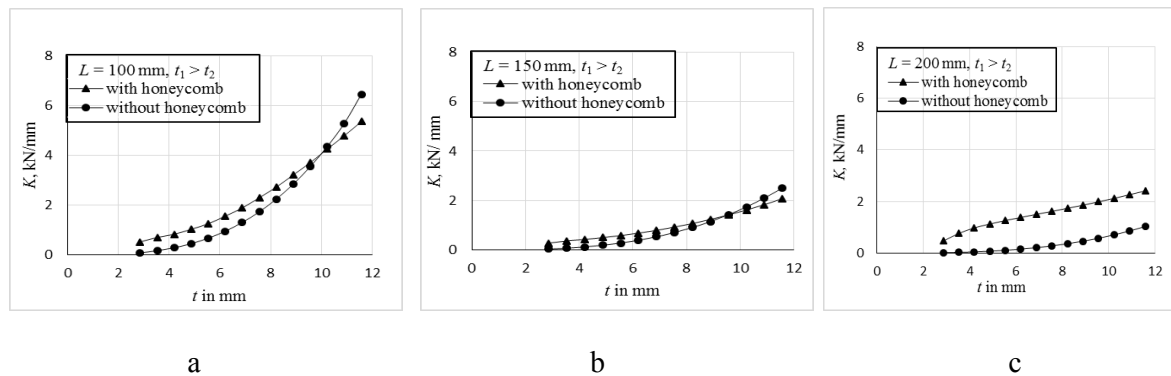 L = 100 mm, t1 > t2
with honeycomb
without honeycomb
K, kN/mm
8
6
4
2
0
0 2 4 6 8 10 12
t in mm
a
L = 150 mm, t1 > t2
with honeycomb
without honeycomb
K, kN/ mm
8
6
4
2
0
0 2 4 6 8 10 12
t in mm
b
L = 200 mm, t1 > t2
with honeycomb
without honeycomb
K, kN/mm
8
6
4
2
0
0 2 4 6 8 10 12
t in mm
c